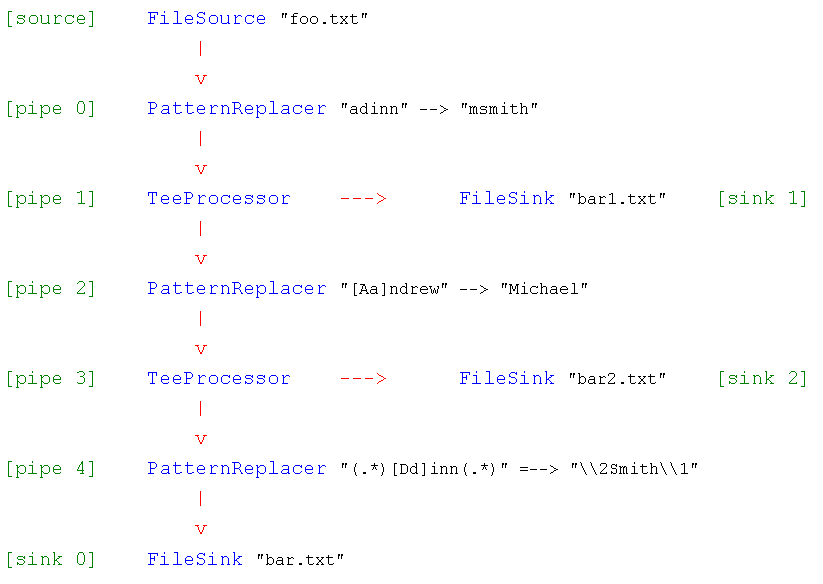 [source] FileSource "foo.txt"
|
v
[pipe 0] PatternReplacer "adinn" --> "msmith"
|
v
[pipe 1] TeeProcessor ---> FileSink "bar1.txt" [sink 1]
|
v
[pipe 2] PatternReplacer "[Aa]ndrew" --> "Michael"
|
v
[pipe 3] TeeProcessor ---> FileSink "bar2.txt" [sink 2]
|
v
[pipe 4] PatternReplacer "(.*)[Dd]inn(.*)" =--> "\\2Smith\\1"
|
v
[sink 0] FileSink "bar.txt"